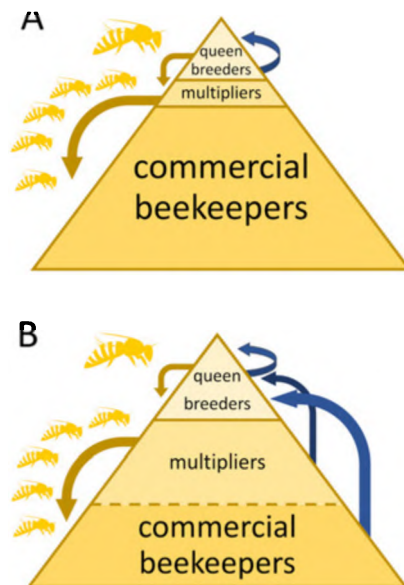 A
queen
breeders
multipliers
commercial
beekeepers
B
queen
breeders
multipliers
commercial
beekeepers